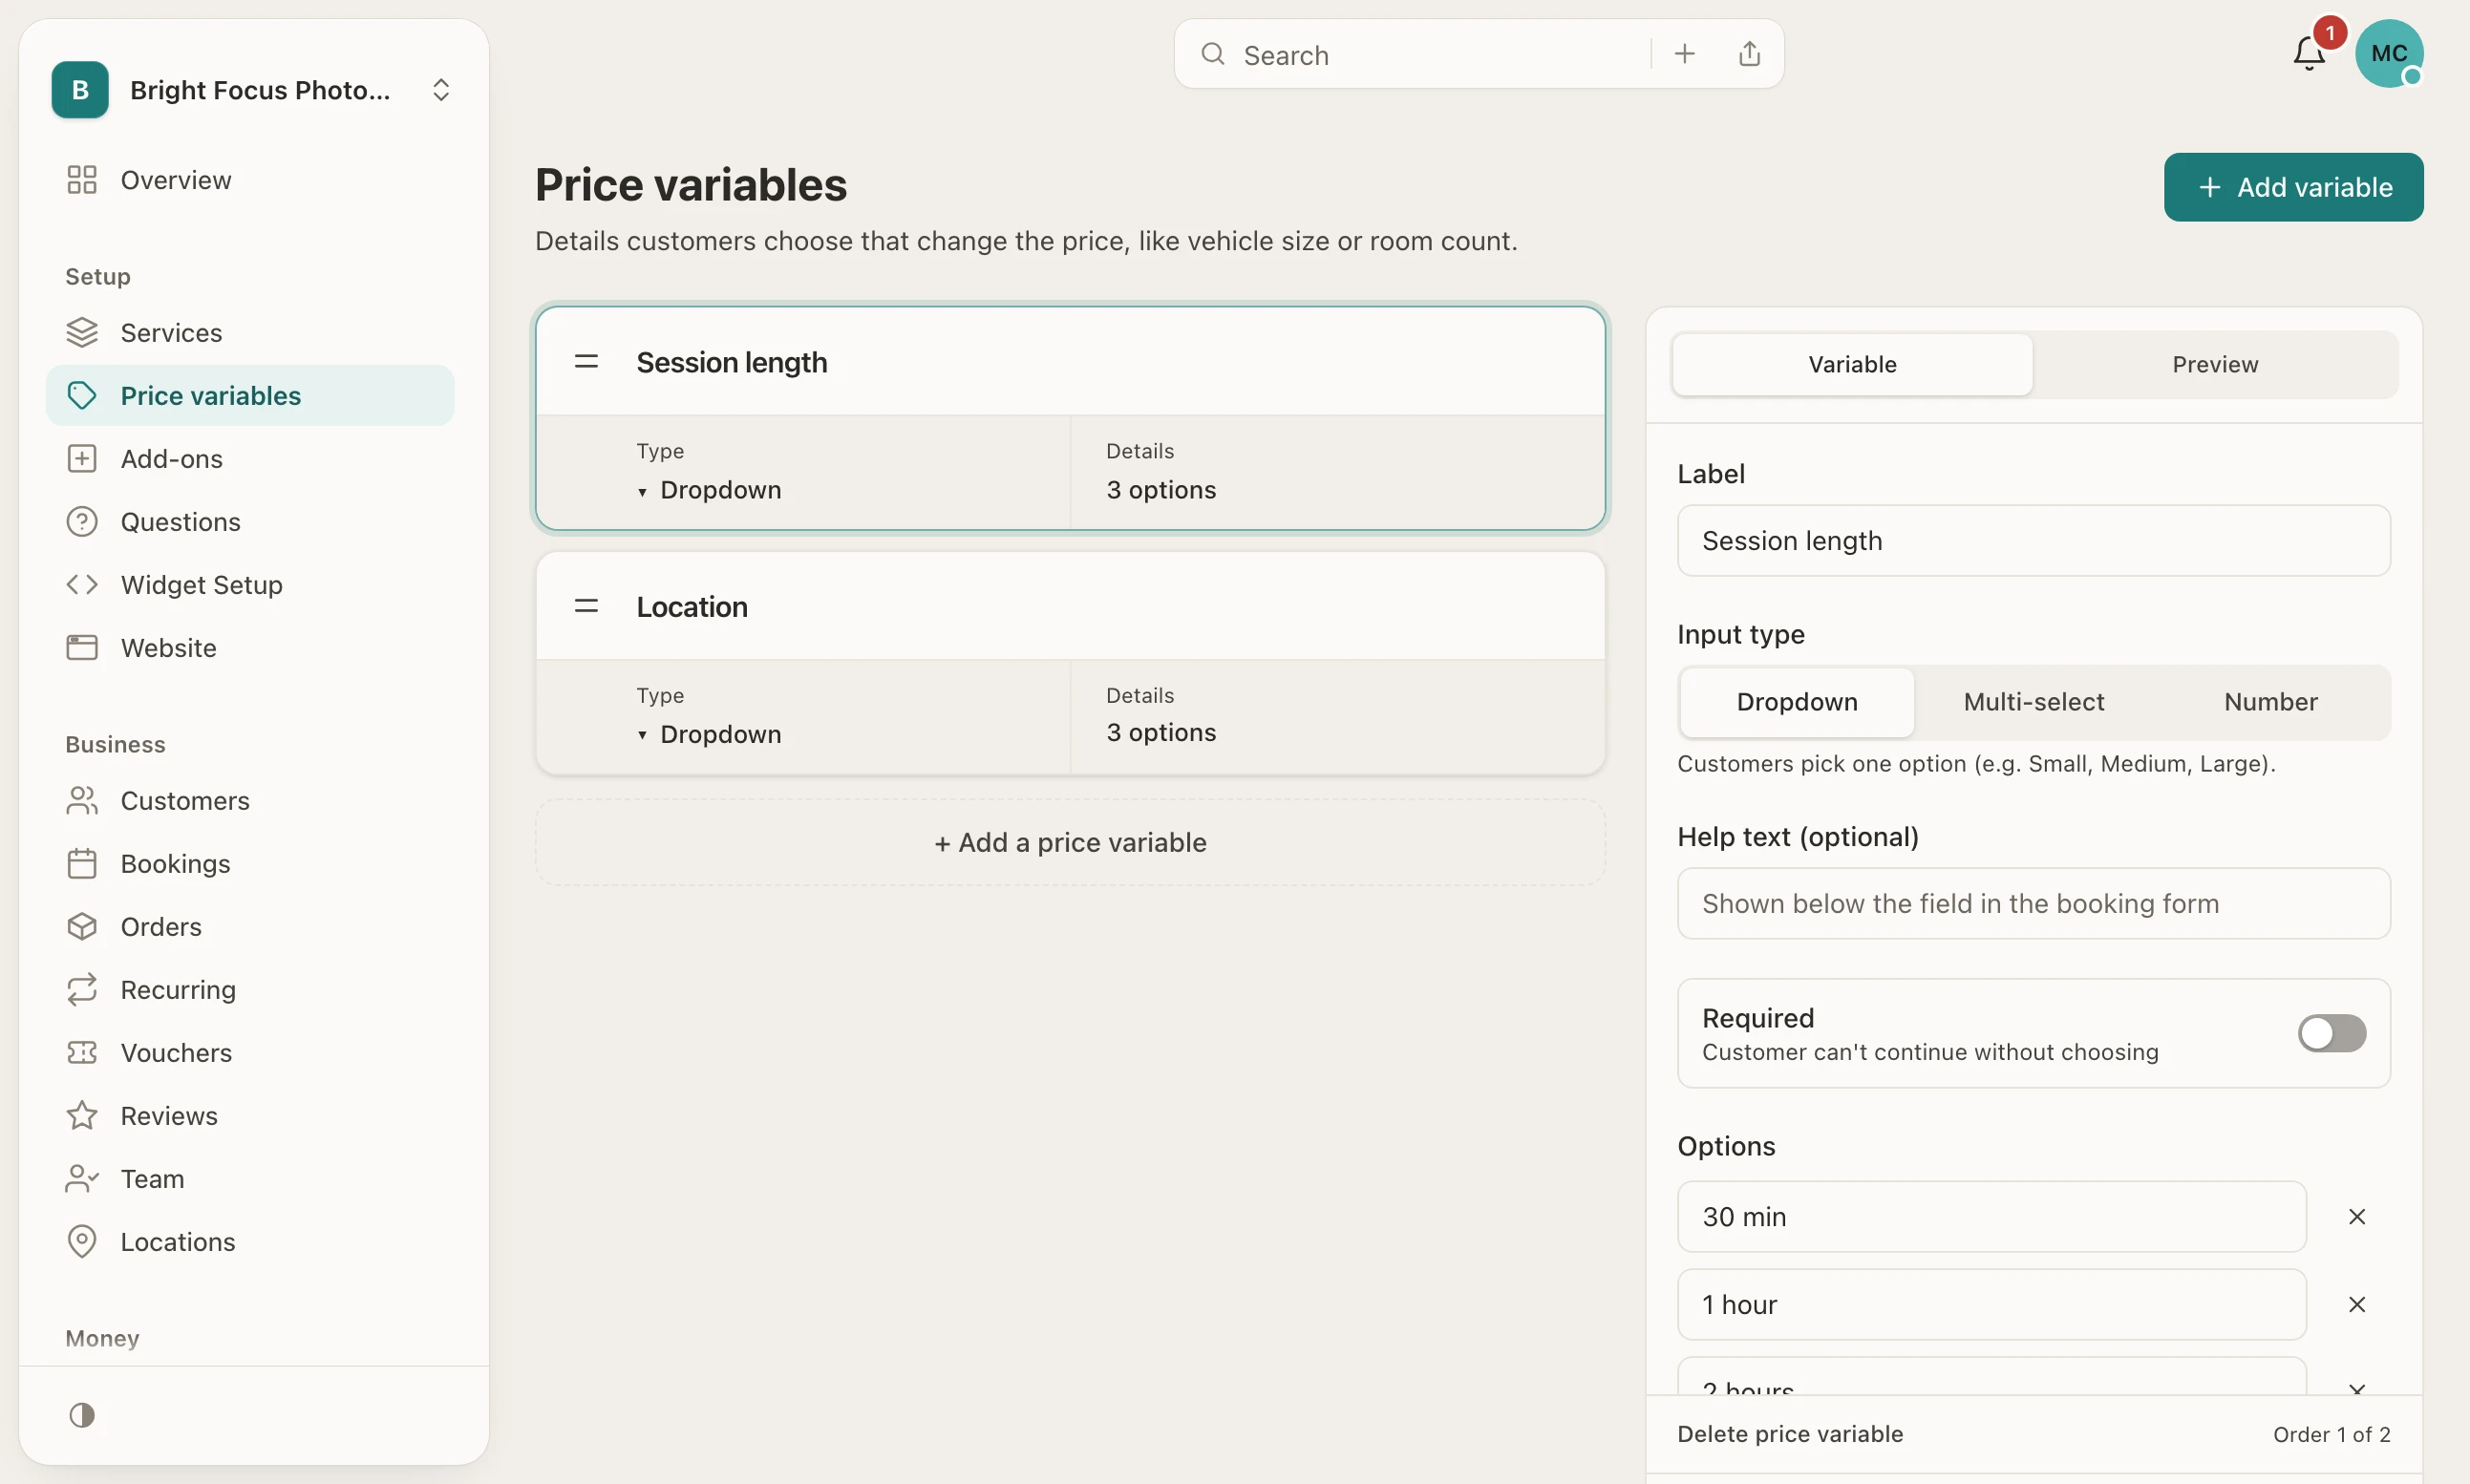 B
Bright Focus Photo...
Overview
Setup
Services
Price variables
Add-ons
Questions
Widget Setup
Website
Business
Customers
Bookings
Orders
Recurring
Vouchers
Reviews
Team
Locations
Money
Search
1
MC
Price variables
Details customers choose that change the price, like vehicle size or room count.
+ Add variable
Session length
Type
Details
▾ Dropdown
3 options
Location
Type
Details
▾ Dropdown
3 options
+ Add a price variable
Variable
Preview
Label
Session length
Input type
Dropdown
Multi-select
Number
Customers pick one option (e.g. Small, Medium, Large).
Help text (optional)
Shown below the field in the booking form
Required
Customer can't continue without choosing
Options
30 min
1 hour
2 hours
Delete price variable
Order 1 of 2